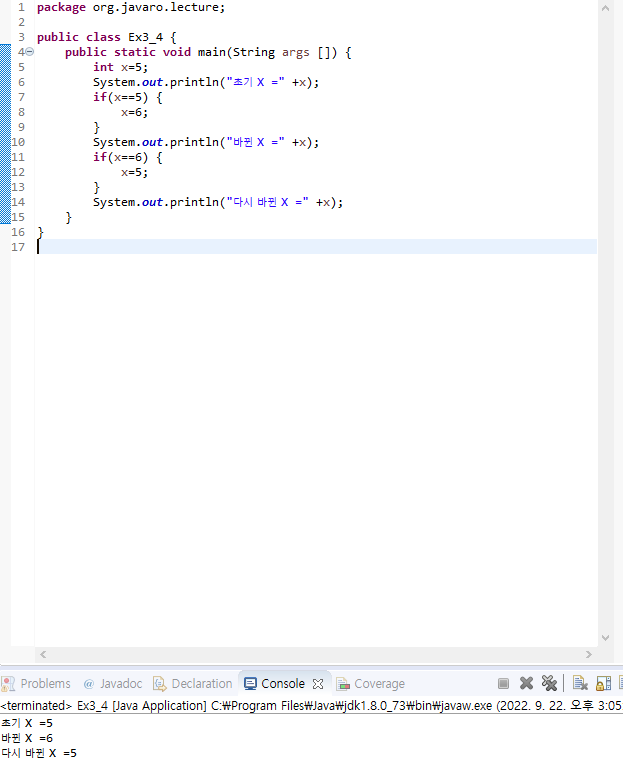 1 package org.javaro.lecture;
2
3 public class Ex3_4 {
4 public static void main(String args []) {
5 int x=5;
6 System.out.println("초기 X =" +x);
7 if(x==5) {
8 x=6;
9 }
10 System.out.println("바뀐 X =" +x);
11 if(x==6) {
12 x=5;
13 }
14 System.out.println("다시 바뀐 X =" +x);
15 }
16 }
17
Problems @ Javadoc Declaration Console Coverage
<terminated> Ex3_4 [Java Application] C:₩Program Files₩Java₩jdk1.8.0_73₩bin₩javaw.exe (2022. 9. 22. 오후 3:05
초기 X =5
바뀐 X =6
다시 바뀐 X =5